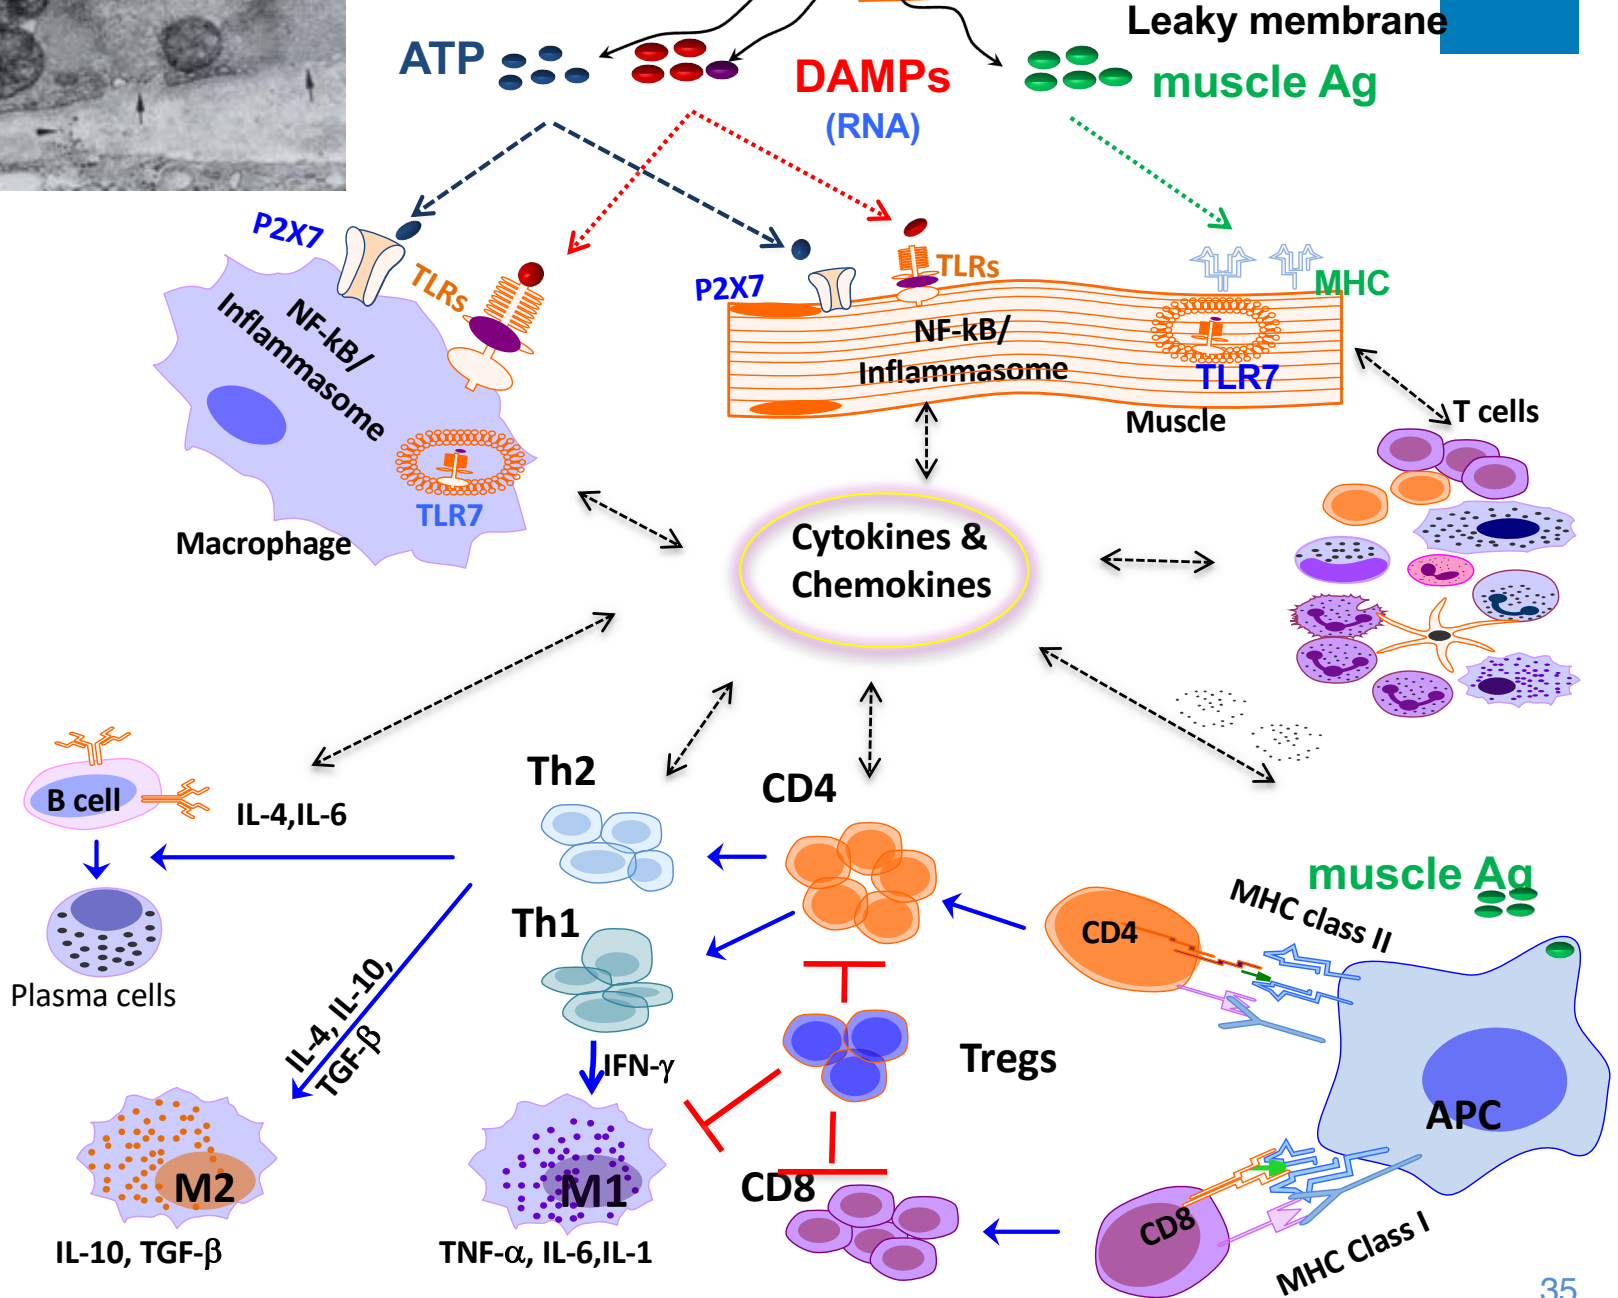 Leaky membrane
ATP
DAMPs
(RNA)
muscle Ag
P2X7
TLRs
NF-kB/
Inflammasome
TLR7
Macrophage
P2X7
TLRs
MHC
NF-kB/
Inflammasome
TLR7
Muscle
T cells
Cytokines &
Chemokines
B cell
IL-4,IL-6
Plasma cells
Th2
CD4
Th1
IL-4, IL-10,
TGF-β
IFN-γ
Tregs
M2
IL-10, TGF-β
M1
TNF-α, IL-6,IL-1
CD8
muscle Ag
MHC class II
CD4
APC
CD8
MHC Class I
35